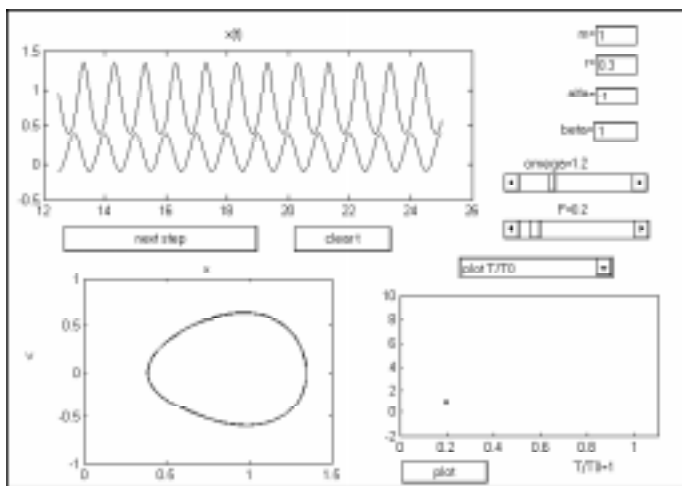 x(t)
1.5
1
0.5
0
-0.5
12 14 16 18 20 22 24 26
m= 1
r= 0.3
alfa= -1
beta= 1
omega=1.2
F=0.2
next step
clear t
plot T/T0
x
1
0.5
0
-0.5
-1
0 0.5 1 1.5
v
10
8
6
4
2
0
-2
0 0.2 0.4 0.6 0.8 1
T/T0=1
plot